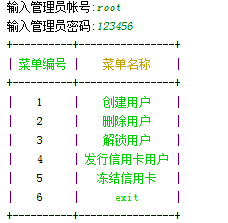 输入管理员帐号:root
输入管理员密码:123456
+----------+----------------+
| 菜单编号 | 菜单名称 |
+----------+----------------+
| 1 | 创建用户 |
| 2 | 删除用户 |
| 3 | 解锁用户 |
| 4 | 发行信用卡用户 |
| 5 | 冻结信用卡 |
| 6 | exit |
+----------+----------------+